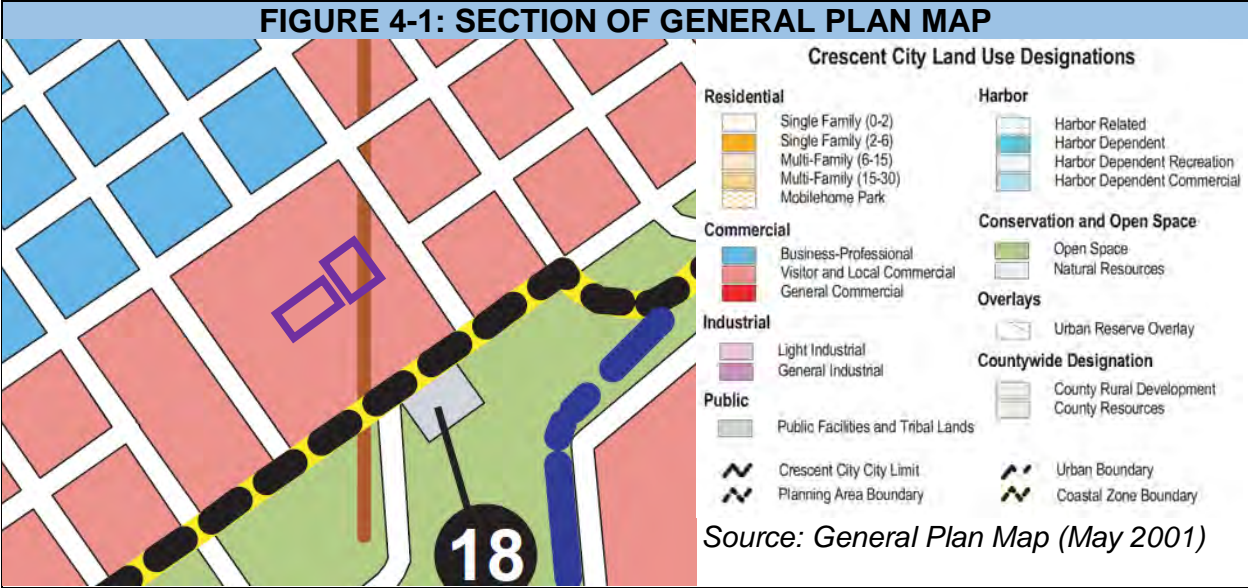 FIGURE 4-1: SECTION OF GENERAL PLAN MAP
18
Crescent City Land Use Designations
Residential
Single Family (0-2)
Single Family (2-6)
Multi-Family (6-15)
Multi-Family (15-30)
Mobilehome Park
Commercial
Business-Professional
Visitor and Local Commercial
General Commercial
Industrial
Light Industrial
General Industrial
Public
Public Facilities and Tribal Lands
Crescent City City Limit
Planning Area Boundary
Harbor
Harbor Related
Harbor Dependent
Harbor Dependent Recreation
Harbor Dependent Commercial
Conservation and Open Space
Open Space
Natural Resources
Overlays
Urban Reserve Overlay
Countywide Designation
County Rural Development
County Resources
Urban Boundary
Coastal Zone Boundary
Source: General Plan Map (May 2001)